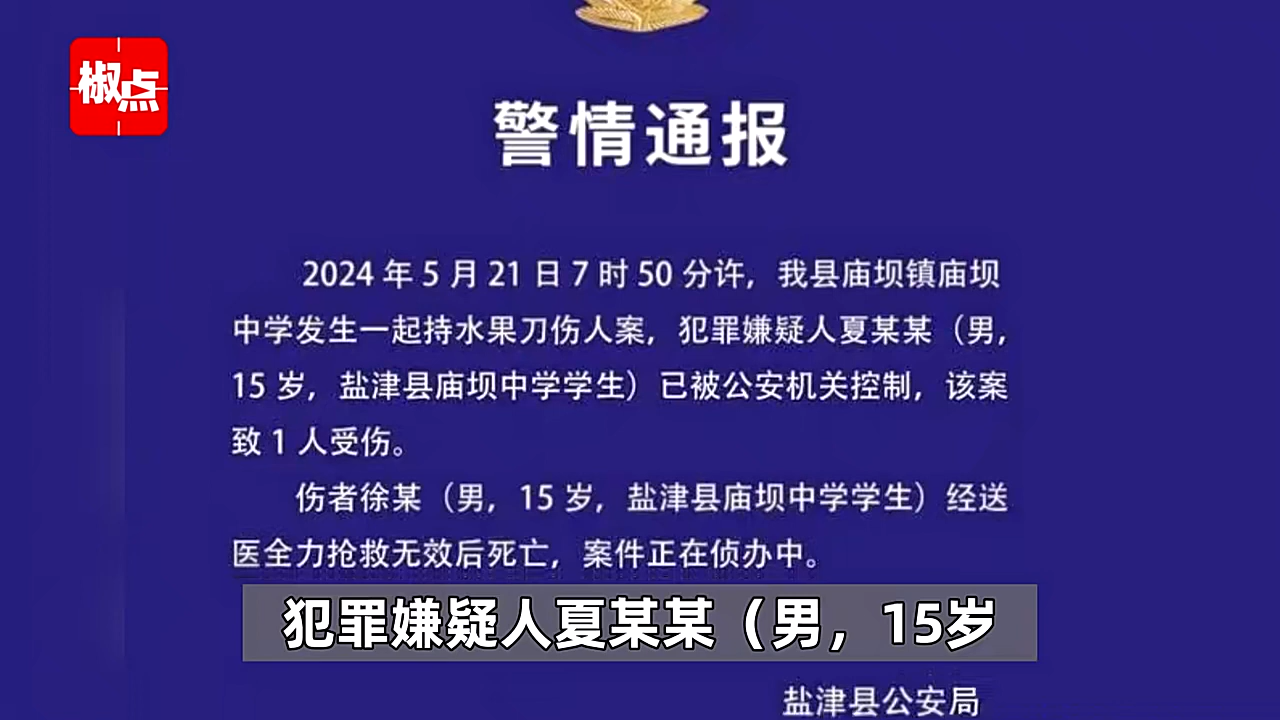 椒点
警情通报
2024 年 5 月 21 日 7 时 50 分许，我县庙坝镇庙坝
中学发生一起持水果刀伤人案，犯罪嫌疑人夏某某（男，
15 岁，盐津县庙坝中学学生）已被公安机关控制，该案
致 1 人受伤。
伤者徐某（男，15 岁，盐津县庙坝中学学生）经送
医全力抢救无效后死亡，案件正在侦办中。
犯罪嫌疑人夏某某（男，15岁
盐津县公安局